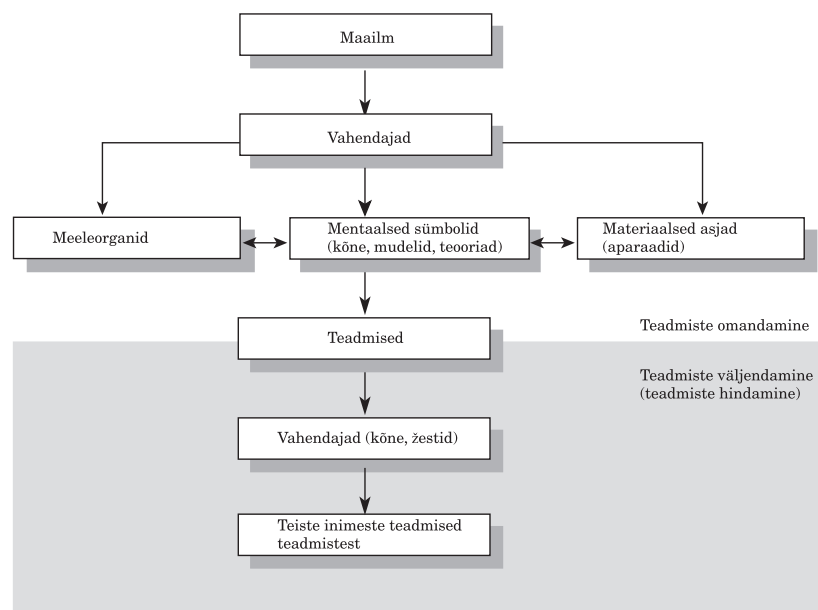 Maailm
Vahendajad
Meeleorganid
Mentaalsed sümbolid
(kõne, mudelid, teooriad)
Materiaalsed asjad
(aparaadid)
Teadmised
Teadmiste omandamine
Teadmiste väljendamine
(teadmiste hindamine)
Vahendajad (kõne, žestid)
Teiste inimeste teadmised
teadmistest